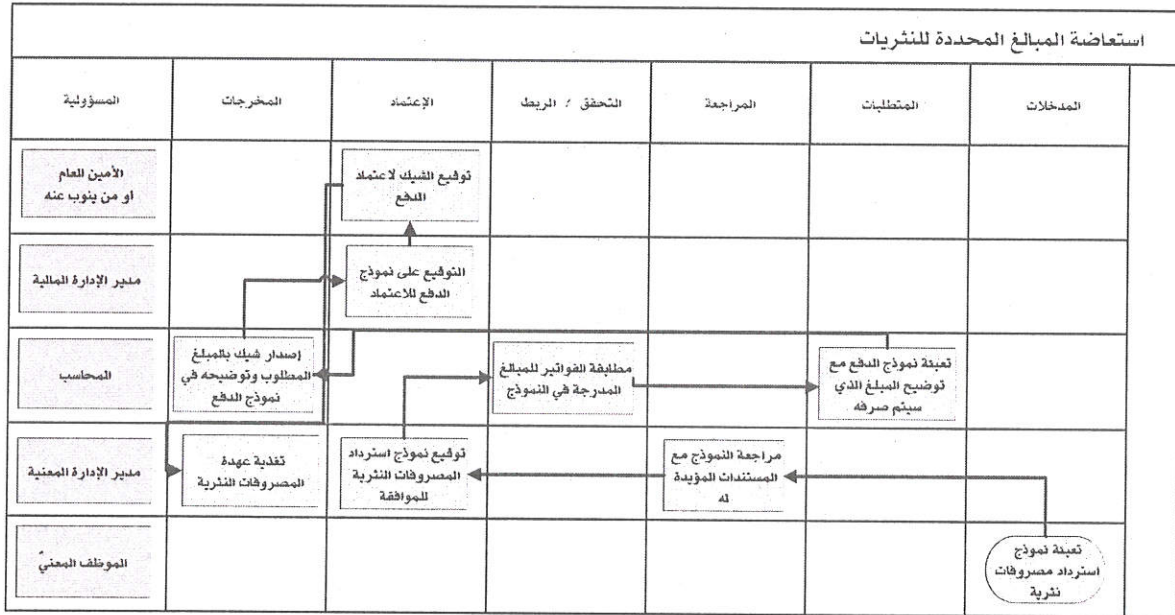 استعاضة المبالغ المحددة للنثريات
المدخلات
المتطلبات
المراجعة
التحقق / الربط
الإعتماد
المخرجات
المسؤولية
توقيع الشيك لاعتماد
الدفع
الأمين العام
او من ينوب عنه
التوقيع على نموذج
الدفع للاعتماد
مدير الإدارة المالية
تعبئة نموذج الدفع مع
توضيح المبلغ الذي
سيتم صرفه
مطابقة الفواتير للمبالغ
المدرجة في النموذج
إصدار شيك بالمبلغ
المطلوب وتوضيحه في
نموذج الدفع
المحاسب
مراجعة النموذج مع
المستندات المؤيدة
له
توقيع نموذج استرداد
المصروفات النثرية
للموافقة
تغذية عهدة
المصروفات النثرية
مدير الإدارة المعنية
تعبئة نموذج
استرداد مصروفات
نثرية
الموظف المعنيّ